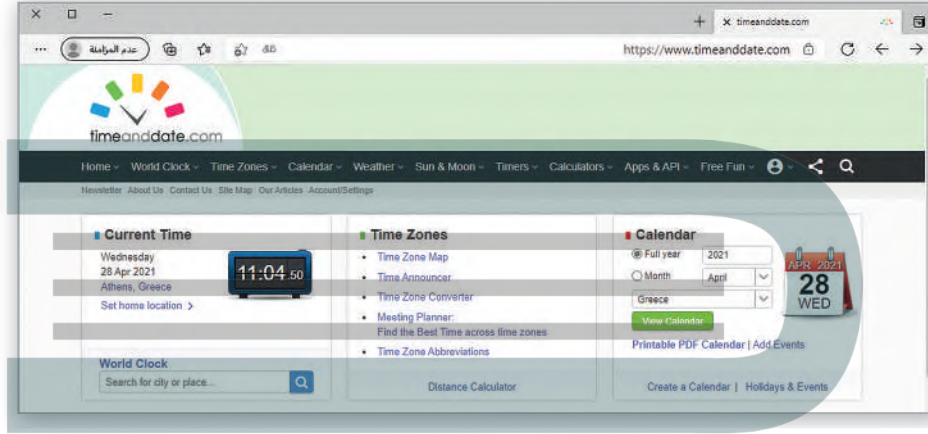 timeanddate.com
عدم المزامنة
https://www.timeanddate.com
timeanddate.com
Home World Clock Time Zones Calendar Weather Sun & Moon Timers Calculators Apps & API Free Fun
Newsletter About Us Contact Us Site Map Our Articles Account/Settings
Current Time
Wednesday
28 Apr 2021
Athens, Greece
Set home location >
11:04 50
World Clock
Search for city or place...
Time Zones
• Time Zone Map
• Time Announcer
• Time Zone Converter
• Meeting Planner:
Find the Best Time across time zones
• Time Zone Abbreviations
Distance Calculator
Calendar
Full year 2021
Month April
Greece
View Calendar
APR 2021
28
WED
Printable PDF Calendar | Add Events
Create a Calendar | Holidays & Events